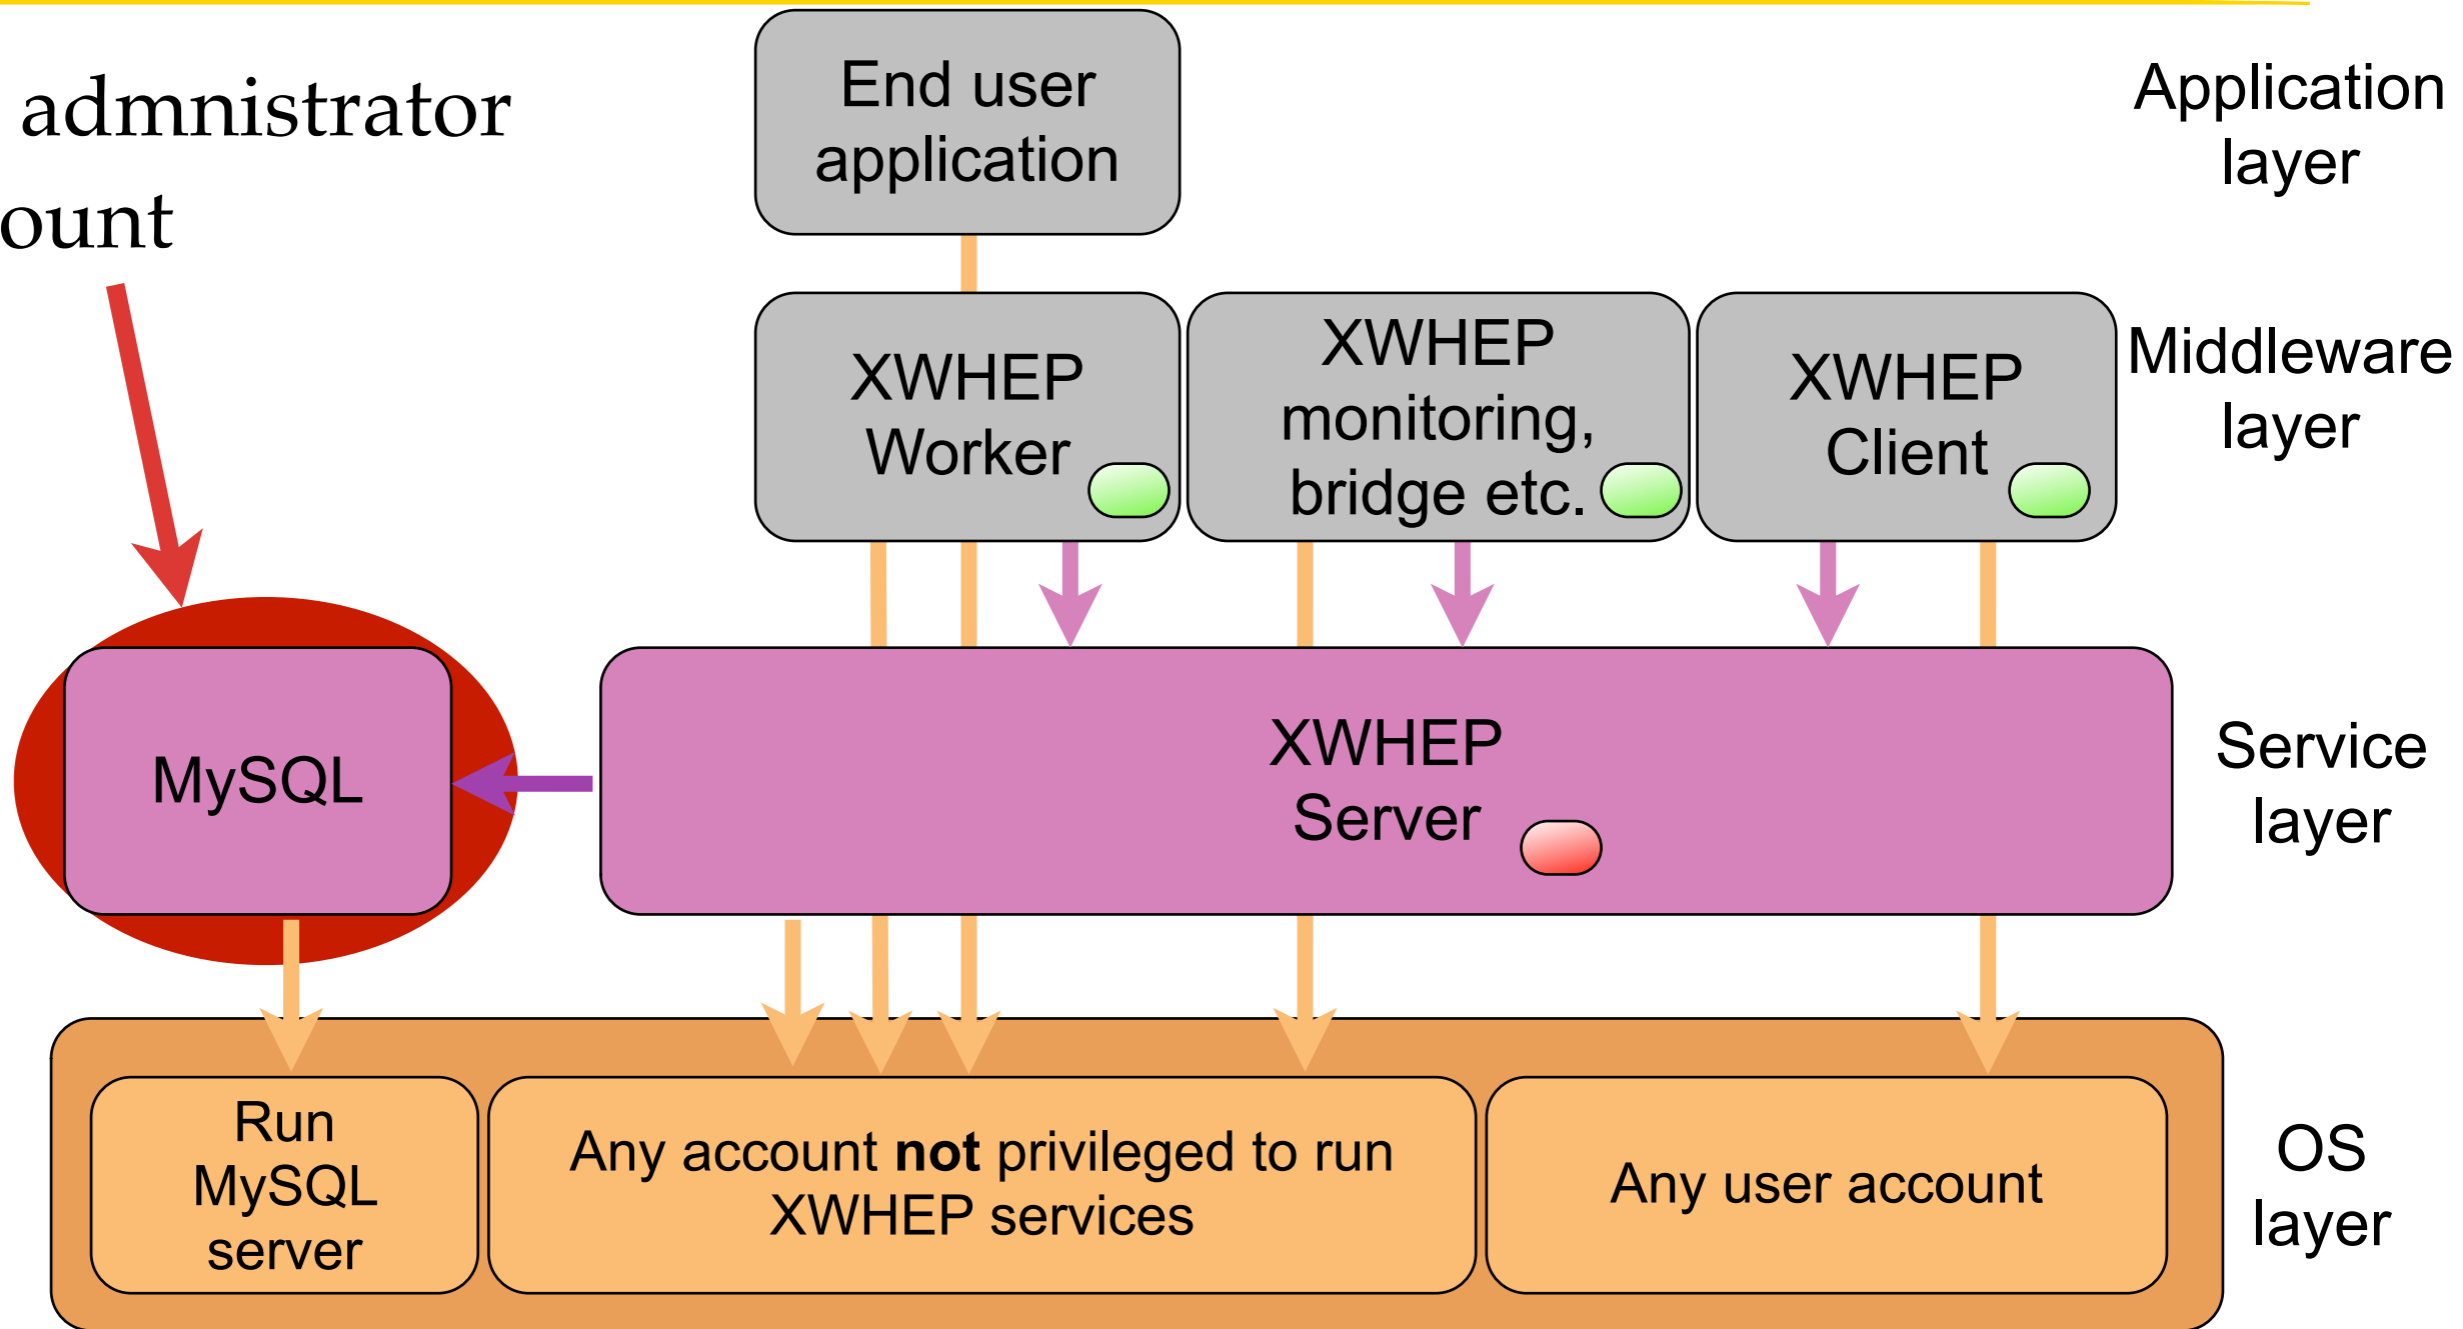 admnistrator
ount
End user
application
Application
layer
XWHEP
Worker
XWHEP
monitoring,
bridge etc.
XWHEP
Client
Middleware
layer
MySQL
XWHEP
Server
Service
layer
Run
MySQL
server
Any account not privileged to run
XWHEP services
Any user account
OS
layer